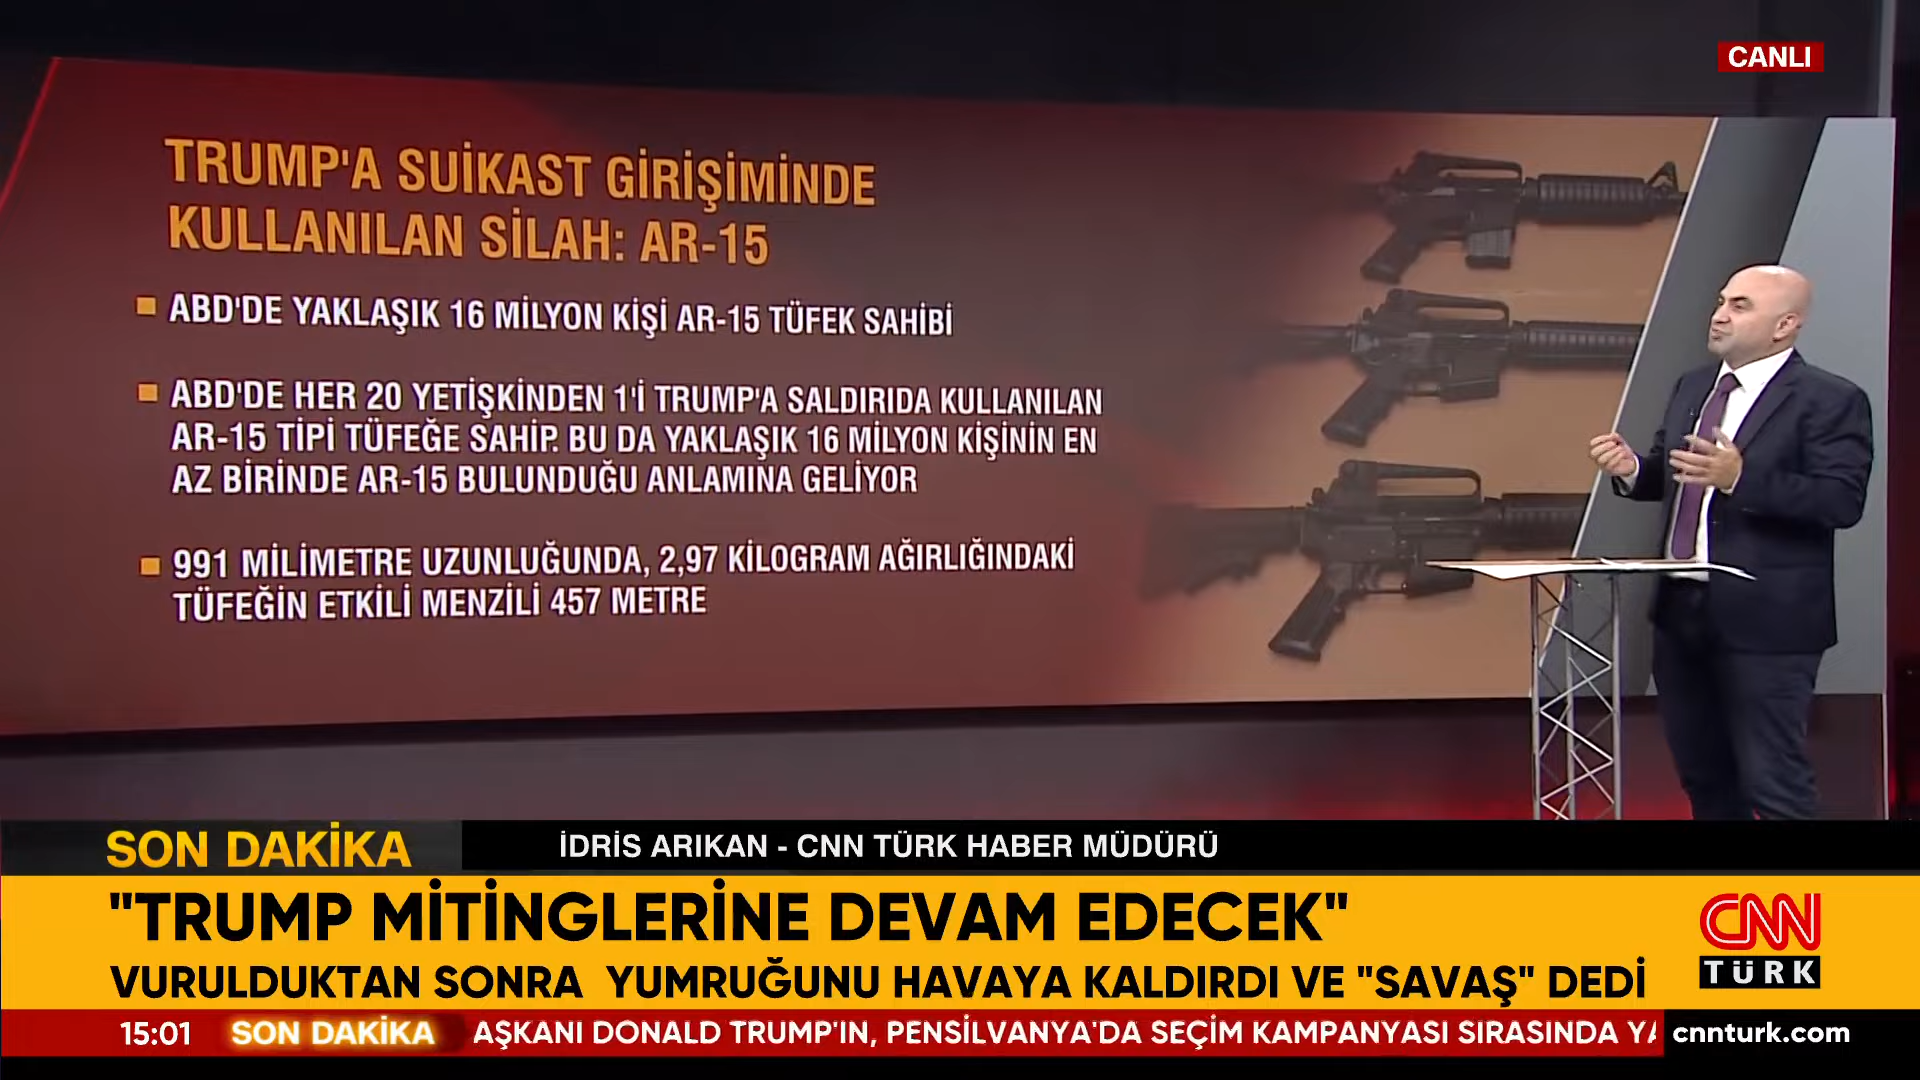 CANLI
TRUMP'A SUİKAST GİRİŞİMİNDE
KULLANILAN SİLAH: AR-15
ABD'DE YAKLAŞIK 16 MİLYON KİŞİ AR-15 TÜFEK SAHİBİ
ABD'DE HER 20 YETİŞKİNDEN 1'İ TRUMP'A SALDIRIDA KULLANILAN
AR-15 TİPİ TÜFEĞE SAHİP. BU DA YAKLAŞIK 16 MİLYON KİŞİNİN EN
AZ BİRİNDE AR-15 BULUNDUĞU ANLAMINA GELİYOR
991 MİLİMETRE UZUNLUĞUNDA, 2,97 KİLOGRAM AĞIRLIĞINDAKİ
TÜFEĞİN ETKİLİ MENZİLİ 457 METRE
SON DAKİKA
İDRİS ARIKAN - CNN TÜRK HABER MÜDÜRÜ
"TRUMP MİTİNGLERİNE DEVAM EDECEK"
VURULDUKTAN SONRA YUMRUĞUNU HAVAYA KALDIRDI VE "SAVAŞ" DEDİ
CNN
TÜRK
15:01 SON DAKİKA AŞKANI DONALD TRUMP'IN, PENSİLVANYA'DA SEÇİM KAMPANYASI SIRASINDA YA cnnturk.com